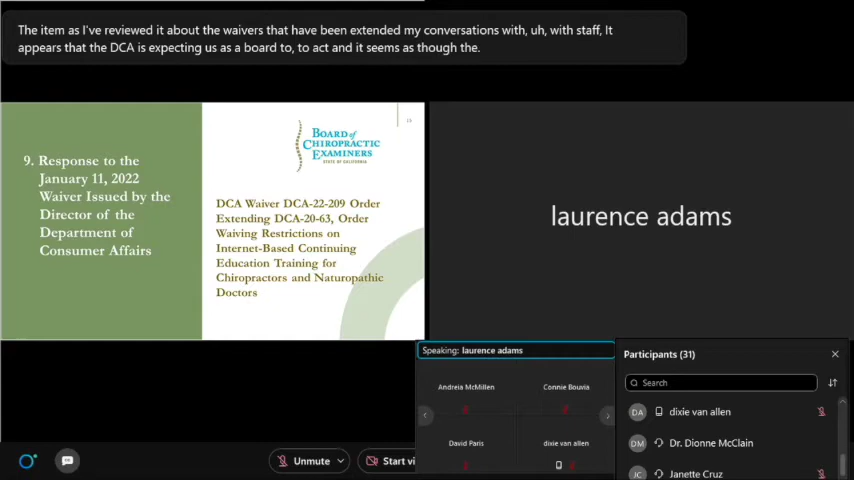 The item as I've reviewed it about the waivers that have been extended my conversations with, uh, with staff, It
appears that the DCA is expecting us as a board to, to act and it seems as though the.
9. Response to the
January 11, 2022
Waiver Issued by the
Director of the
Department of
Consumer Affairs
15
BOARD of
CHIROPRACTIC
EXAMINERS
STATE OF CALIFORNIA
DCA Waiver DCA-22-209 Order
Extending DCA-20-63, Order
Waiving Restrictions on
Internet-Based Continuing
Education Training for
Chiropractors and Naturopathic
Doctors
laurence adams
Speaking: laurence adams
Andreia McMillen
Connie Bouvia
David Paris
dixie van allen
Participants (31)
Search
DA dixie van allen
DM Dr. Dionne McClain
JC Janette Cruz
Unmute
Start vi